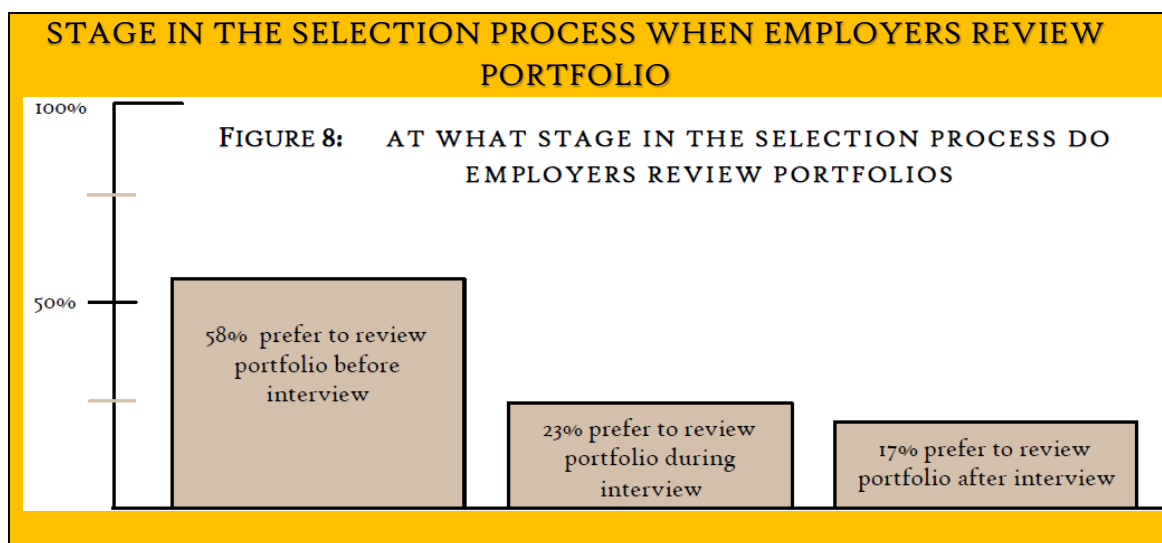 STAGE IN THE SELECTION PROCESS WHEN EMPLOYERS REVIEW
PORTFOLIO
100%
FIGURE 8: AT WHAT STAGE IN THE SELECTION PROCESS DO
EMPLOYERS REVIEW PORTFOLIOS
50%
58% prefer to review
portfolio before
interview
23% prefer to review
portfolio during
interview
17% prefer to review
portfolio after interview